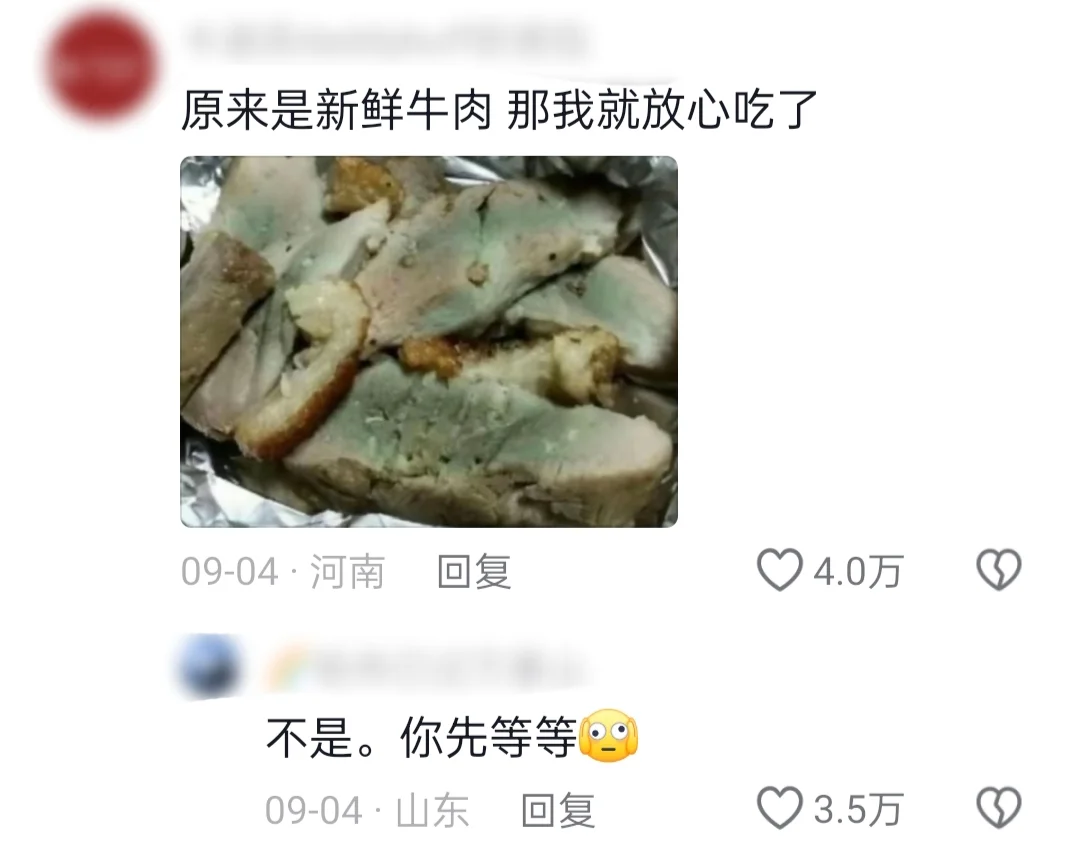 原来是新鲜牛肉 那我就放心吃了
09-04 · 河南 回复 4.0万
不是。你先等等🙄
09-04 · 山东 回复 3.5万